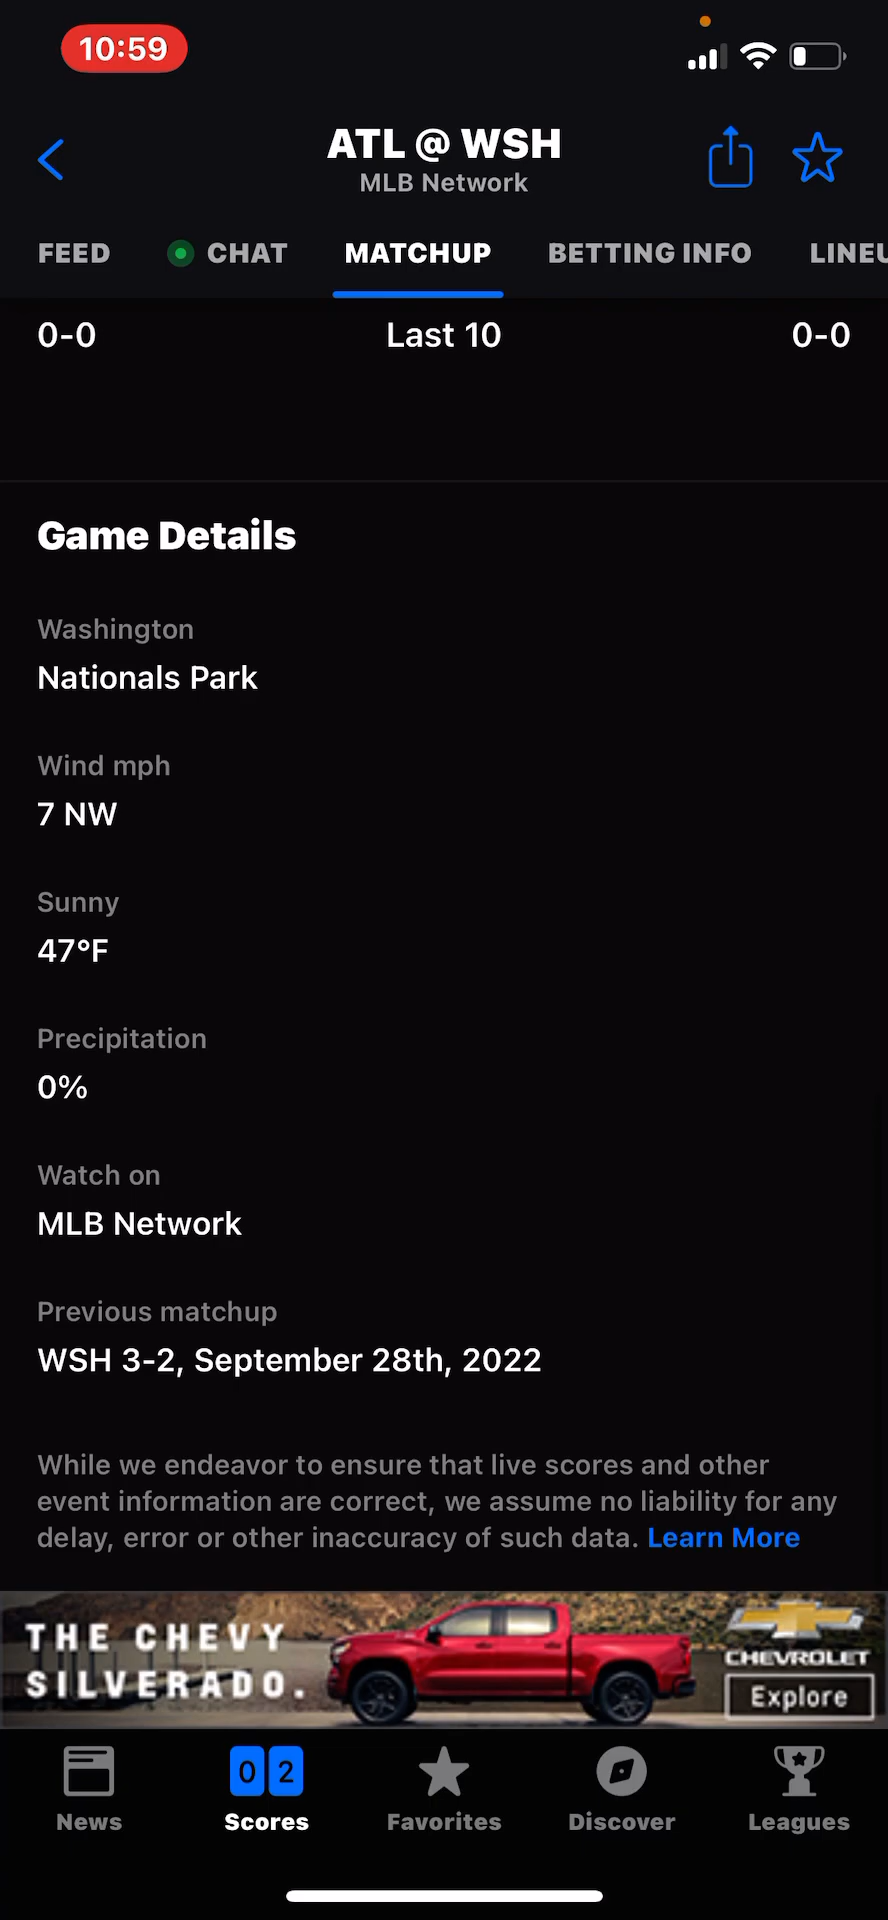 10:59
ATL @ WSH
MLB Network
FEED
CHAT
MATCHUP
BETTING INFO
LINEU
0-0
Last 10
0-0
Game Details
Washington
Nationals Park
Wind mph
7 NW
Sunny
47°F
Precipitation
0%
Watch on
MLB Network
Previous matchup
WSH 3-2, September 28th, 2022
While we endeavor to ensure that live scores and other
event information are correct, we assume no liability for any
delay, error or other inaccuracy of such data. Learn More
THE CHEVY
SILVERADO.
CHEVROLET
Explore
0 2
News
Scores
Favorites
Discover
Leagues